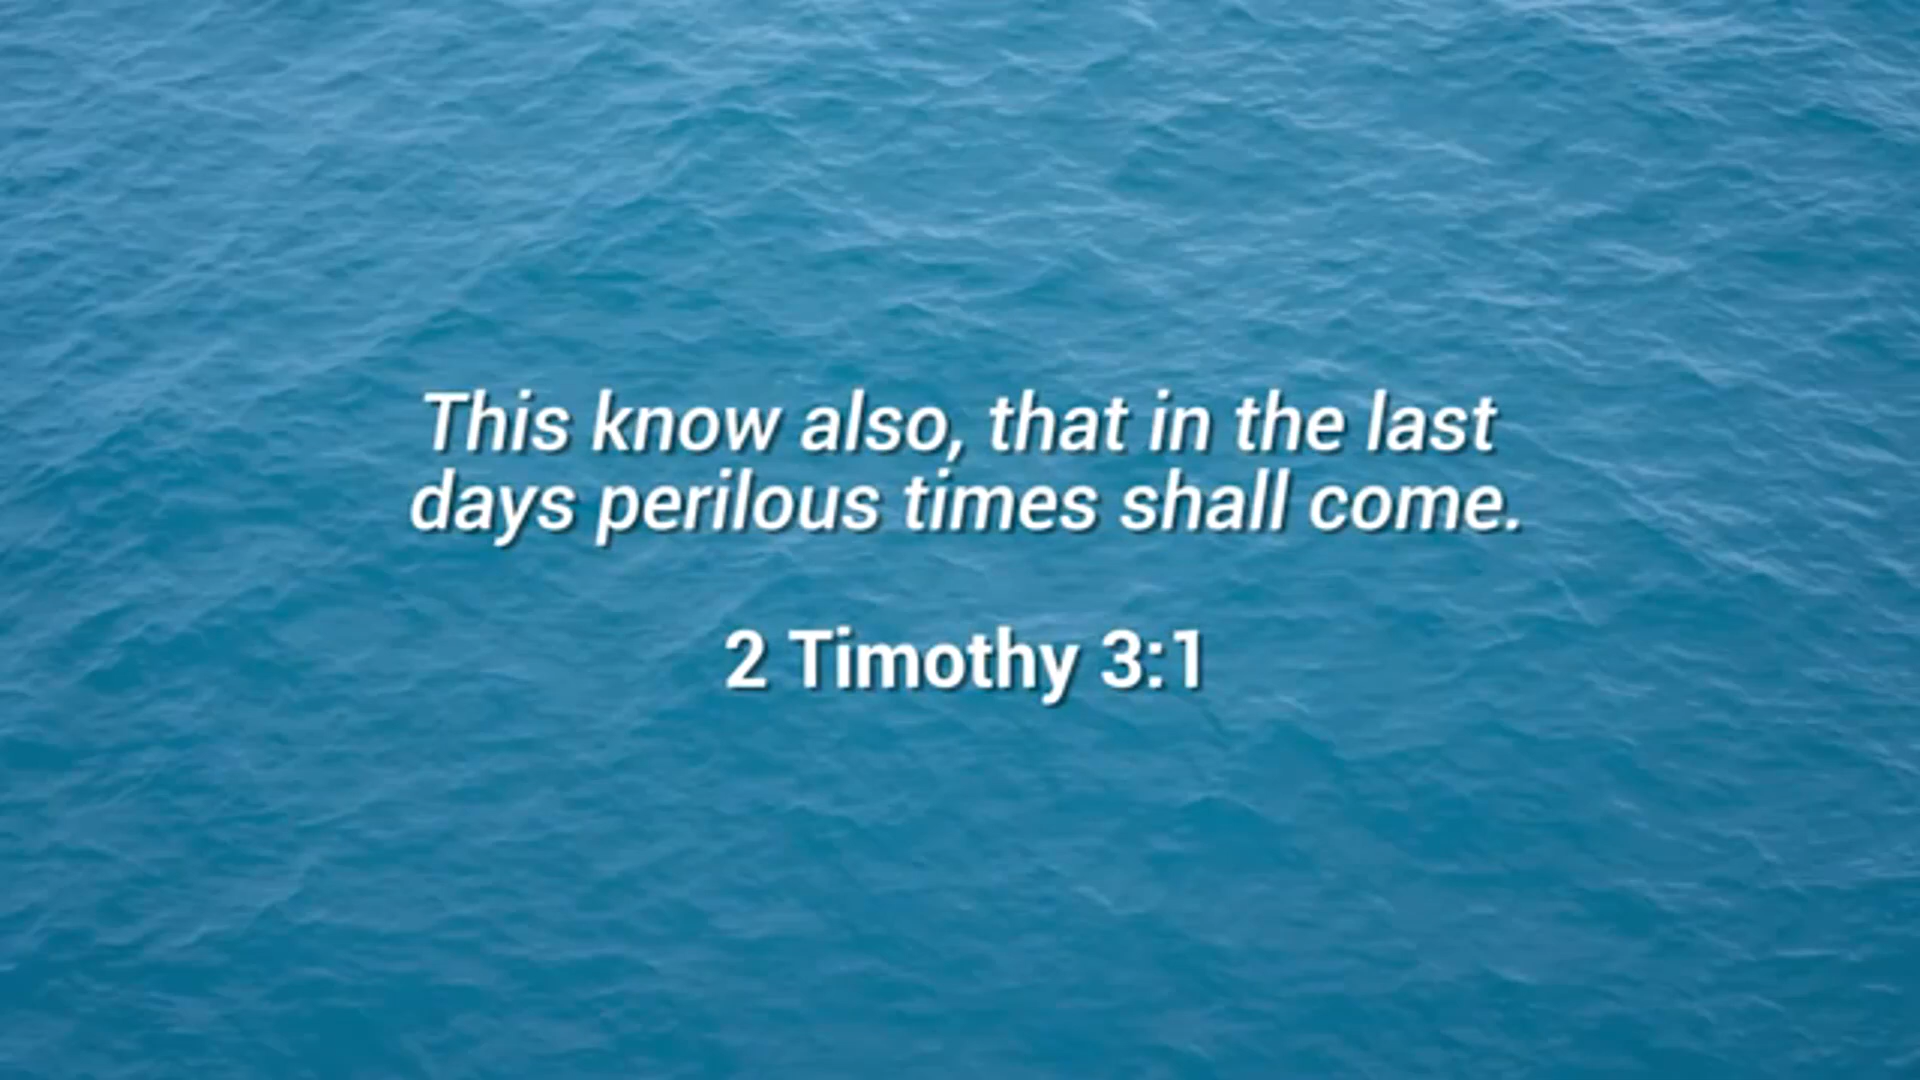 This know also, that in the last
days perilous times shall come.
2 Timothy 3:1